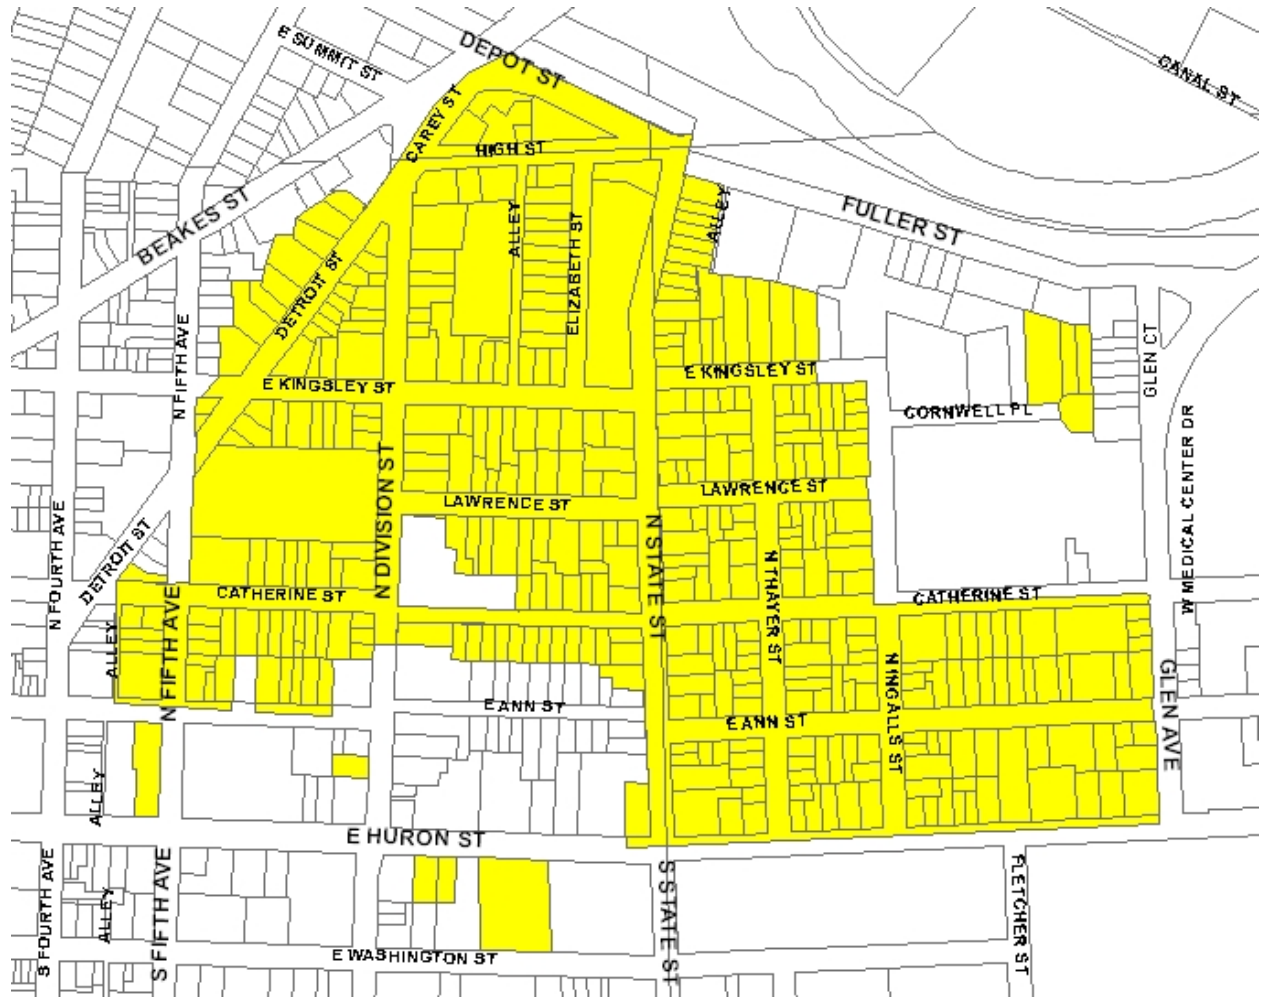 E SUMMIT ST
DEPOT ST
CANAL ST
CAREY ST
HIGH ST
BEAKES ST
ALLEY
ELIZABETH ST
ALLEY
FULLER ST
DETROIT ST
N FIFTH AVE
E KINGSLEY ST
E KINGSLEY ST
GLEN CT
CORNWELL PL
N DIVISION ST
LAWRENCE ST
LAWRENCE ST
W MEDICAL CENTER DR
N FOURTH AVE
DETROIT ST
N STATE ST
N THAYER ST
CATHERINE ST
CATHERINE ST
ALLEY
N FIFTH AVE
N INGALLS ST
GLEN AVE
E ANN ST
E ANN ST
ALLEY
E HURON ST
S FOURTH AVE
ALLEY
S FIFTH AVE
S STATE ST
FLETCHER ST
E WASHINGTON ST